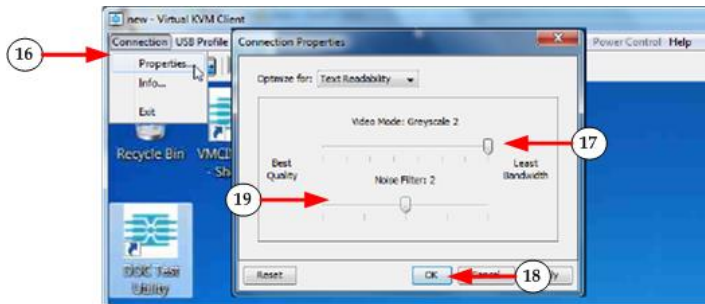 new - Virtual KVM Client
16
Connection USB Profile
Connection Properties
Power Control Help
Properties...
Optimize for: Text Readability
Info...
Exit
Video Mode: Greyscale 2
17
Recycle Bin
Best Quality
Least Bandwidth
Noise Filter: 2
19
Utility
Reset
OK
Cancel
18